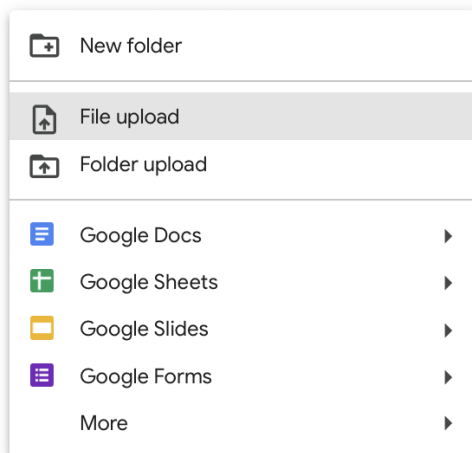 New folder
File upload
Folder upload
Google Docs
Google Sheets
Google Slides
Google Forms
More